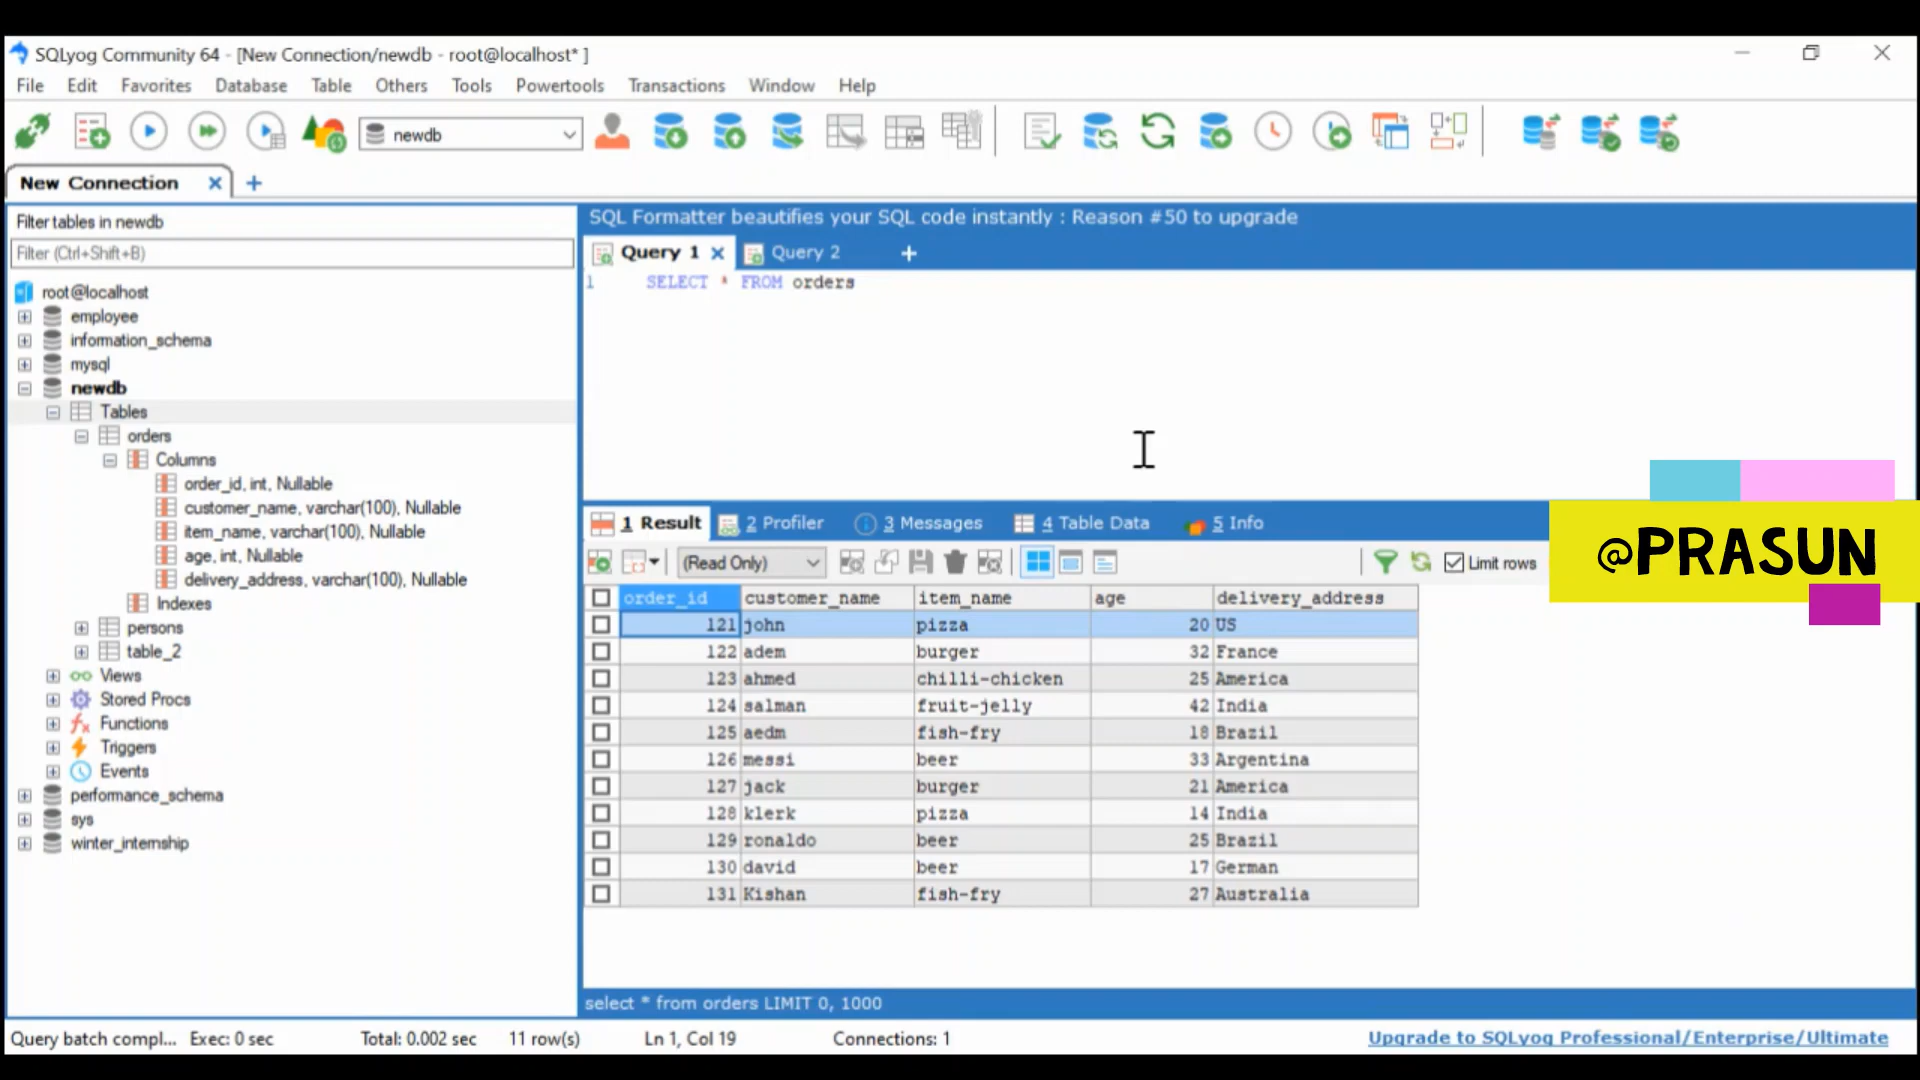 SQLyog Community 64 - [New Connection/newdb - root@localhost* ]
File Edit Favorites Database Table Others Tools Powertools Transactions Window Help
newdb
New Connection
Filter tables in newdb
Filter (Ctrl+Shift+B)
root@localhost
employee
information_schema
mysql
newdb
Tables
orders
Columns
order_id, int, Nullable
customer_name, varchar(100), Nullable
item_name, varchar(100), Nullable
age, int, Nullable
delivery_address, varchar(100), Nullable
Indexes
persons
table_2
Views
Stored Procs
Functions
Triggers
Events
performance_schema
sys
winter_internship
SQL Formatter beautifies your SQL code instantly : Reason #50 to upgrade
Query 1 Query 2
1 SELECT * FROM orders
1 Result 2 Profiler 3 Messages 4 Table Data 5 Info
(Read Only) Limit rows
@PRASUN
order_id customer_name item_name age delivery_address
121 john pizza 20 US
122 adem burger 32 France
123 ahmed chilli-chicken 25 America
124 salman fruit-jelly 42 India
125 aedm fish-fry 18 Brazil
126 messi beer 33 Argentina
127 jack burger 21 America
128 klerk pizza 14 India
129 ronaldo beer 25 Brazil
130 david beer 17 German
131 Kishan fish-fry 27 Australia
select * from orders LIMIT 0, 1000
Query batch compl... Exec: 0 sec Total: 0.002 sec 11 row(s) Ln 1, Col 19 Connections: 1 Upgrade to SQLyog Professional/Enterprise/Ultimate